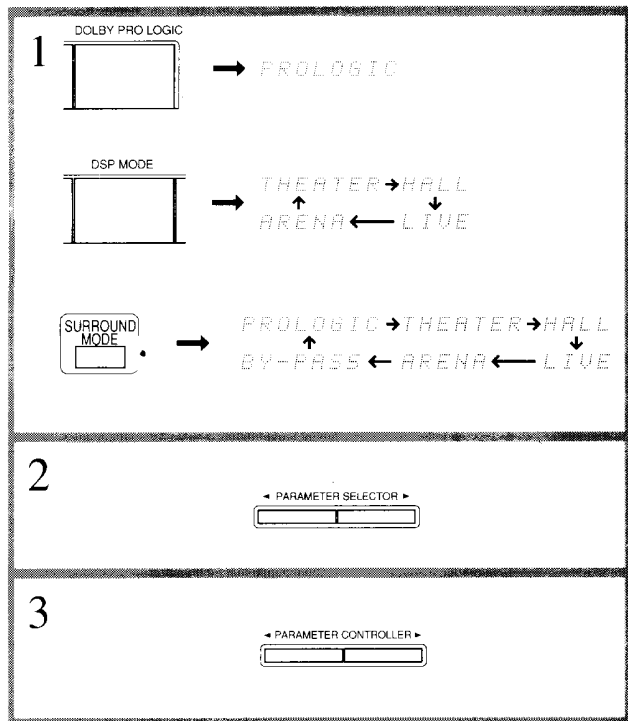 1
DOLBY PRO LOGIC
→ PROLOGIC
DSP MODE
→ THEATER → HALL
↑ ↓
ARENA ← LIVE
SURROUND
MODE
→ PROLOGIC → THEATER → HALL
↑ ↓
BY-PASS ← ARENA ← LIVE
2
◄ PARAMETER SELECTOR ►
3
◄ PARAMETER CONTROLLER ►